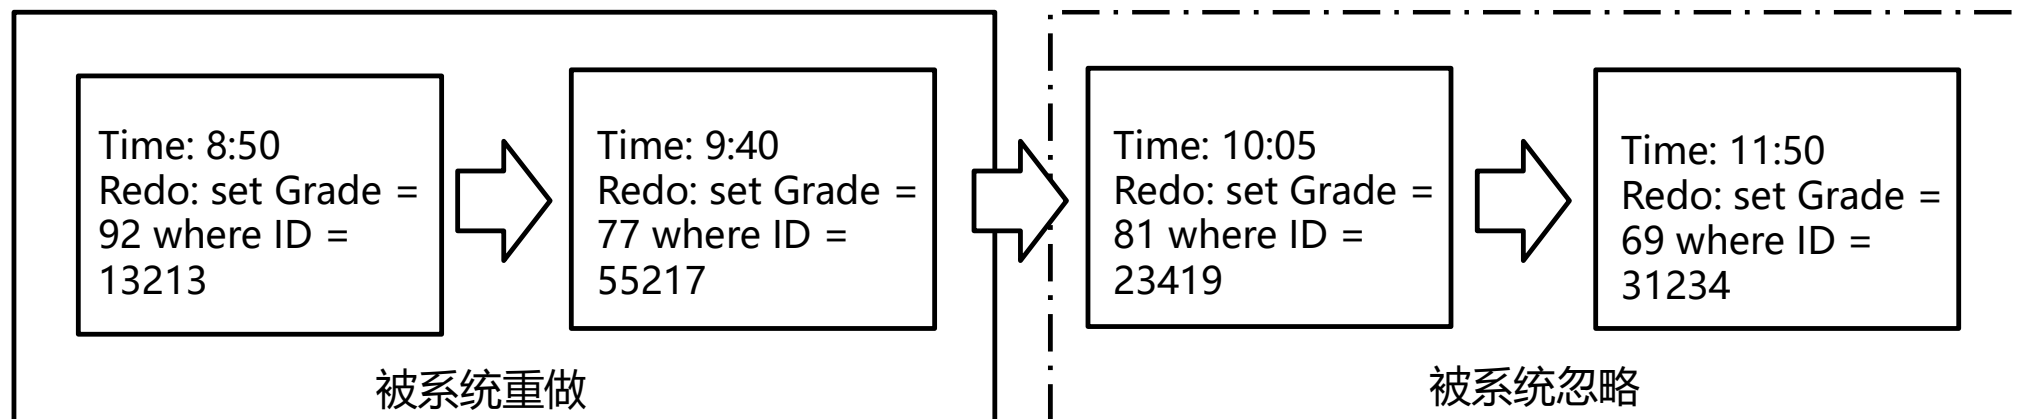 Time: 8:50
Redo: set Grade =
92 where ID =
13213
Time: 9:40
Redo: set Grade =
77 where ID =
55217
Time: 10:05
Redo: set Grade =
81 where ID =
23419
Time: 11:50
Redo: set Grade =
69 where ID =
31234
被系统重做
被系统忽略